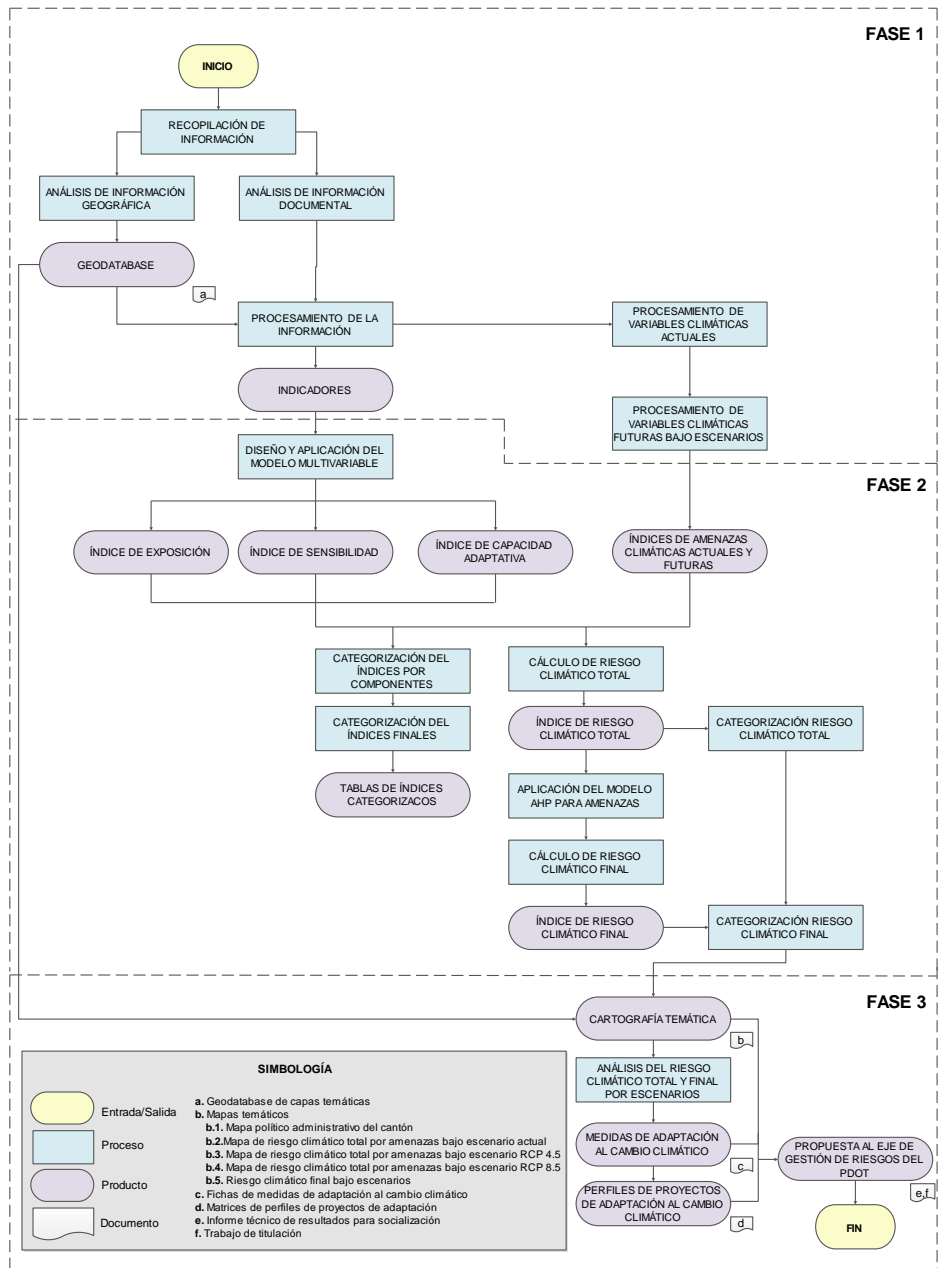 FASE 1
INICIO
RECOPILACIÓN DE
INFORMACIÓN
ANÁLISIS DE INFORMACIÓN
GEOGRÁFICA
ANÁLISIS DE INFORMACIÓN
DOCUMENTAL
GEODATABASE
a
PROCESAMIENTO DE LA
INFORMACIÓN
PROCESAMIENTO DE
VARIABLES CLIMÁTICAS
ACTUALES
INDICADORES
PROCESAMIENTO DE
VARIABLES CLIMÁTICAS
FUTURAS BAJO ESCENARIOS
FASE 2
DISEÑO Y APLICACIÓN DEL
MODELO MULTIVARIABLE
ÍNDICE DE EXPOSICIÓN
ÍNDICE DE SENSIBILIDAD
ÍNDICE DE CAPACIDAD
ADAPTATIVA
ÍNDICES DE AMENAZAS
CLIMÁTICAS ACTUALES Y
FUTURAS
CATEGORIZACIÓN DEL
ÍNDICES POR
COMPONENTES
CÁLCULO DE RIESGO
CLIMÁTICO TOTAL
CATEGORIZACIÓN DEL
ÍNDICES FINALES
ÍNDICE DE RIESGO
CLIMÁTICO TOTAL
CATEGORIZACIÓN RIESGO
CLIMÁTICO TOTAL
TABLAS DE ÍNDICES
CATEGORIZACOS
APLICACIÓN DEL MODELO
AHP PARA AMENAZAS
CÁLCULO DE RIESGO
CLIMÁTICO FINAL
ÍNDICE DE RIESGO
CLIMÁTICO FINAL
CATEGORIZACIÓN RIESGO
CLIMÁTICO FINAL
FASE 3
CARTOGRAFÍA TEMÁTICA
b
ANÁLISIS DEL RIESGO
CLIMÁTICO TOTAL Y FINAL
POR ESCENARIOS
MEDIDAS DE ADAPTACIÓN
AL CAMBIO CLIMÁTICO
c
PERFILES DE PROYECTOS
DE ADAPTACIÓN AL CAMBIO
CLIMÁTICO
d
PROPUESTA AL EJE DE
GESTIÓN DE RIESGOS DEL
PDOT
e,f
FIN
SIMBOLOGÍA
Entrada/Salida
Proceso
Producto
Documento
a. Geodatabase de capas temáticas
b. Mapas temáticos
b.1. Mapa político administrativo del cantón
b.2.Mapa de riesgo climático total por amenazas bajo escenario actual
b.3. Mapa de riesgo climático total por amenazas bajo escenario RCP 4.5
b.4. Mapa de riesgo climático total por amenazas bajo escenario RCP 8.5
b.5. Riesgo climático final bajo escenarios
c. Fichas de medidas de adaptación al cambio climático
d. Matrices de perfiles de proyectos de adaptación
e. Informe técnico de resultados para socialización
f. Trabajo de titulación